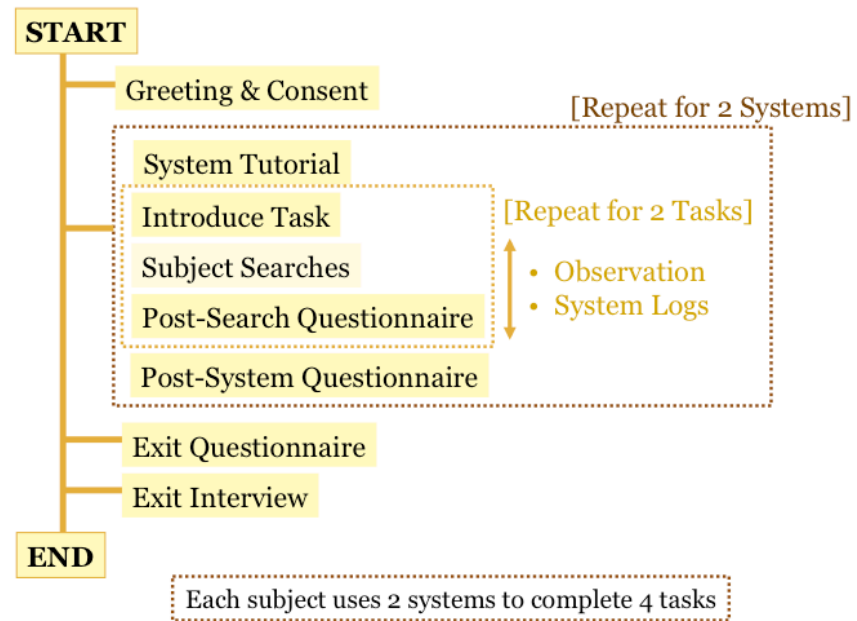 START
Greeting & Consent
[Repeat for 2 Systems]
System Tutorial
Introduce Task
[Repeat for 2 Tasks]
Subject Searches
• Observation
• System Logs
Post-Search Questionnaire
Post-System Questionnaire
Exit Questionnaire
Exit Interview
END
Each subject uses 2 systems to complete 4 tasks